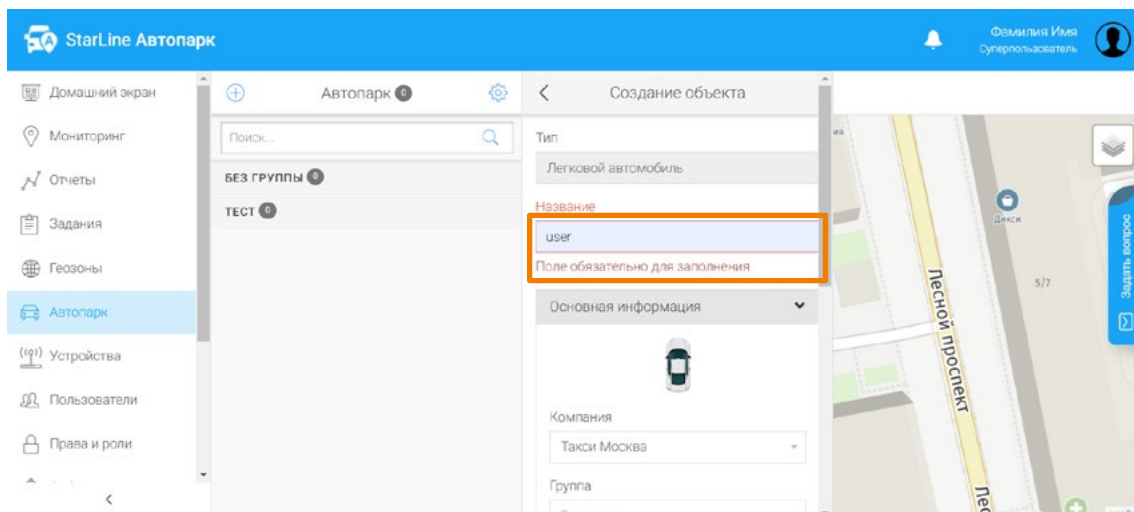 StarLine Автопарк
Фамилия Имя
Суперпользователь
Домашний экран
Мониторинг
Отчеты
Задания
Геозоны
Автопарк
Устройства
Пользователи
Права и роли
Автопарк 0
Поиск...
БЕЗ ГРУППЫ 0
ТЕСТ 0
Создание объекта
Тип
Легковой автомобиль
Название
user
Поле обязательно для заполнения
Основная информация
Компания
Такси Москва
Группа
Дикси
5/7
Лесной проспект
Лес
Задать вопрос